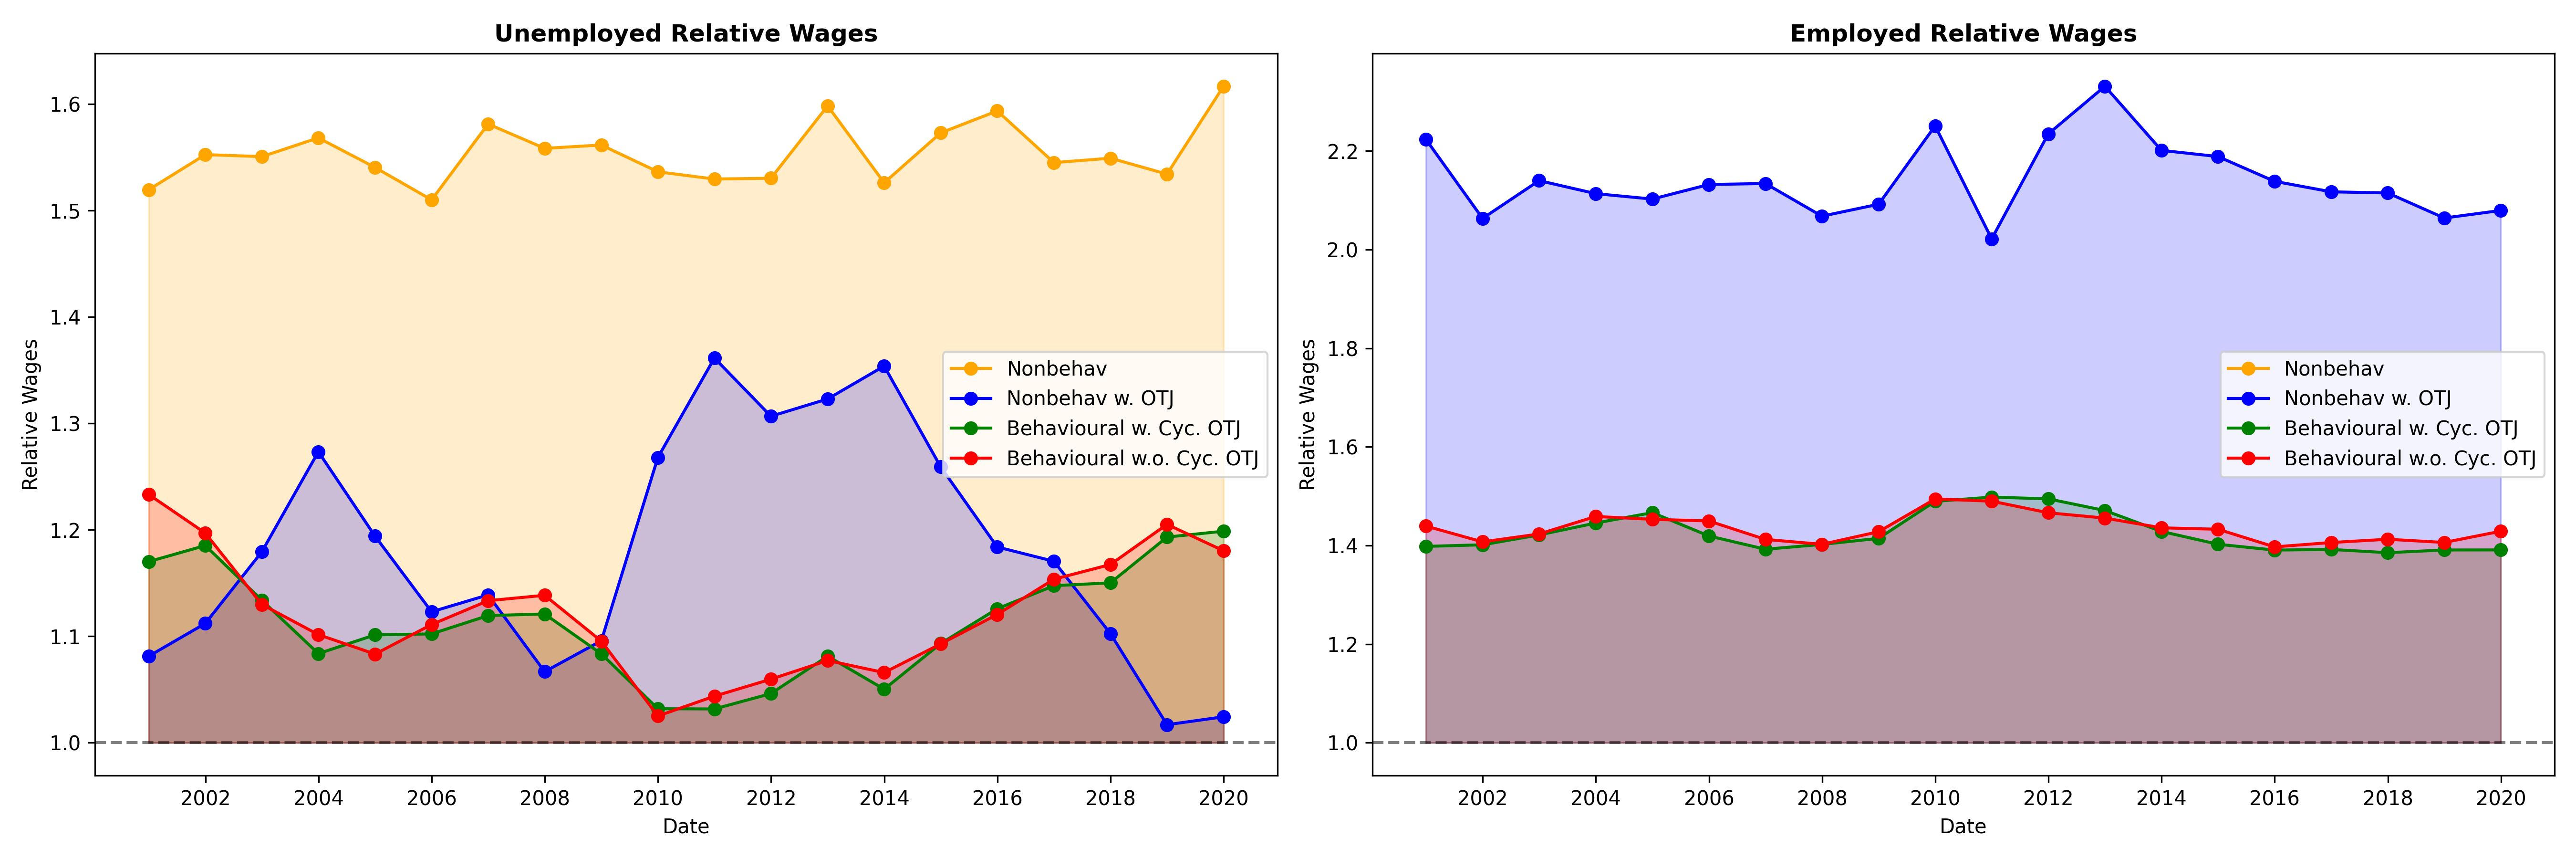 Unemployed Relative Wages
Relative Wages
1.6
1.5
1.4
1.3
1.2
1.1
1.0
Nonbehav
Nonbehav w. OTJ
Behavioural w. Cyc. OTJ
Behavioural w.o. Cyc. OTJ
2002 2004 2006 2008 2010 2012 2014 2016 2018 2020
Date
Employed Relative Wages
Relative Wages
2.2
2.0
1.8
1.6
1.4
1.2
1.0
Nonbehav
Nonbehav w. OTJ
Behavioural w. Cyc. OTJ
Behavioural w.o. Cyc. OTJ
2002 2004 2006 2008 2010 2012 2014 2016 2018 2020
Date